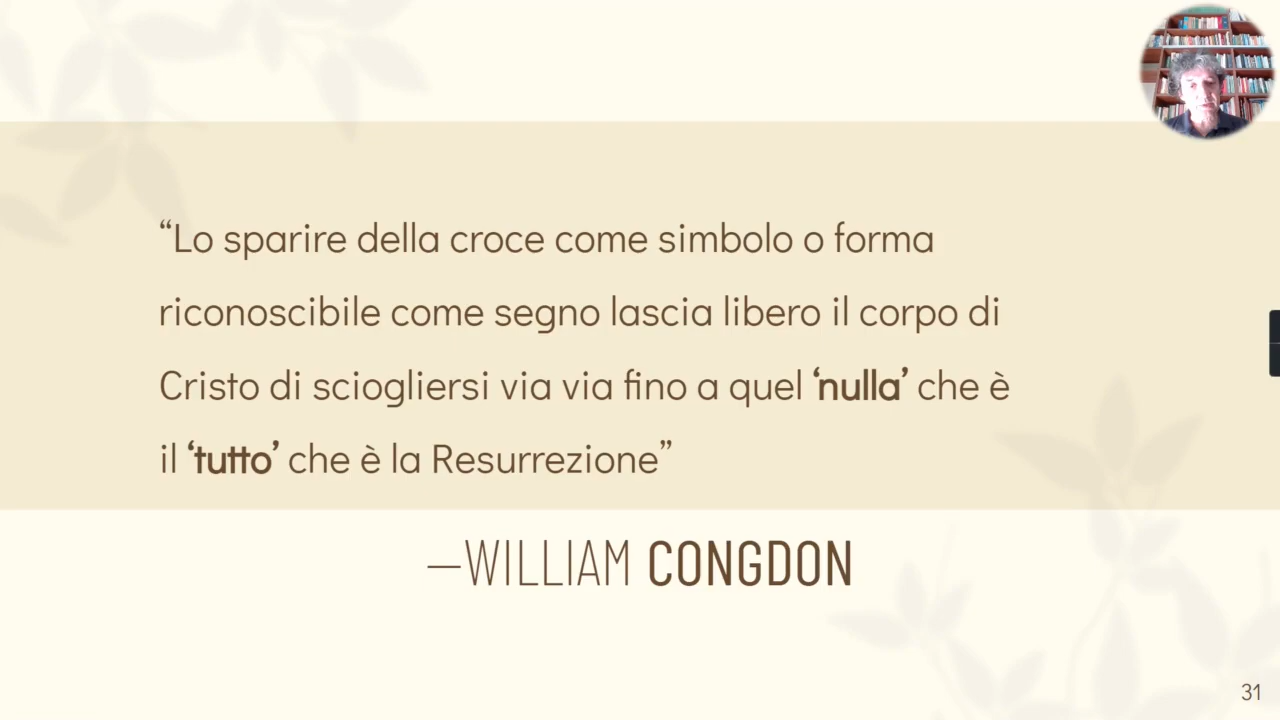 “Lo sparire della croce come simbolo o forma
riconoscibile come segno lascia libero il corpo di
Cristo di sciogliersi via via fino a quel ‘nulla’ che è
il ‘tutto’ che è la Resurrezione”
—WILLIAM CONGDON
31